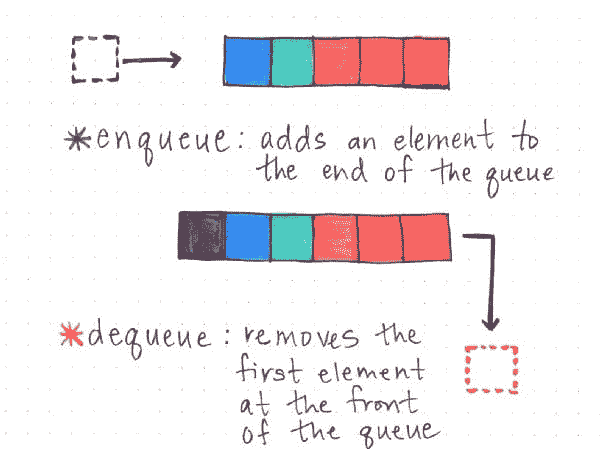 *enqueue: adds an element to
the end of the queue
*dequeue: removes the
first element
at the front
of the queue